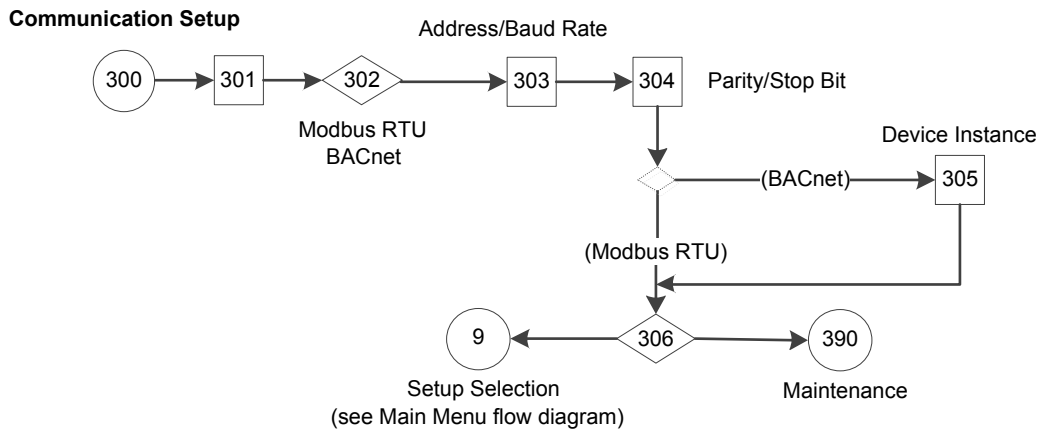 Communication Setup
Address/Baud Rate
300
301
302
303
304
Parity/Stop Bit
Modbus RTU
BACnet
Device Instance
(BACnet)
305
(Modbus RTU)
9
306
390
Setup Selection
(see Main Menu flow diagram)
Maintenance